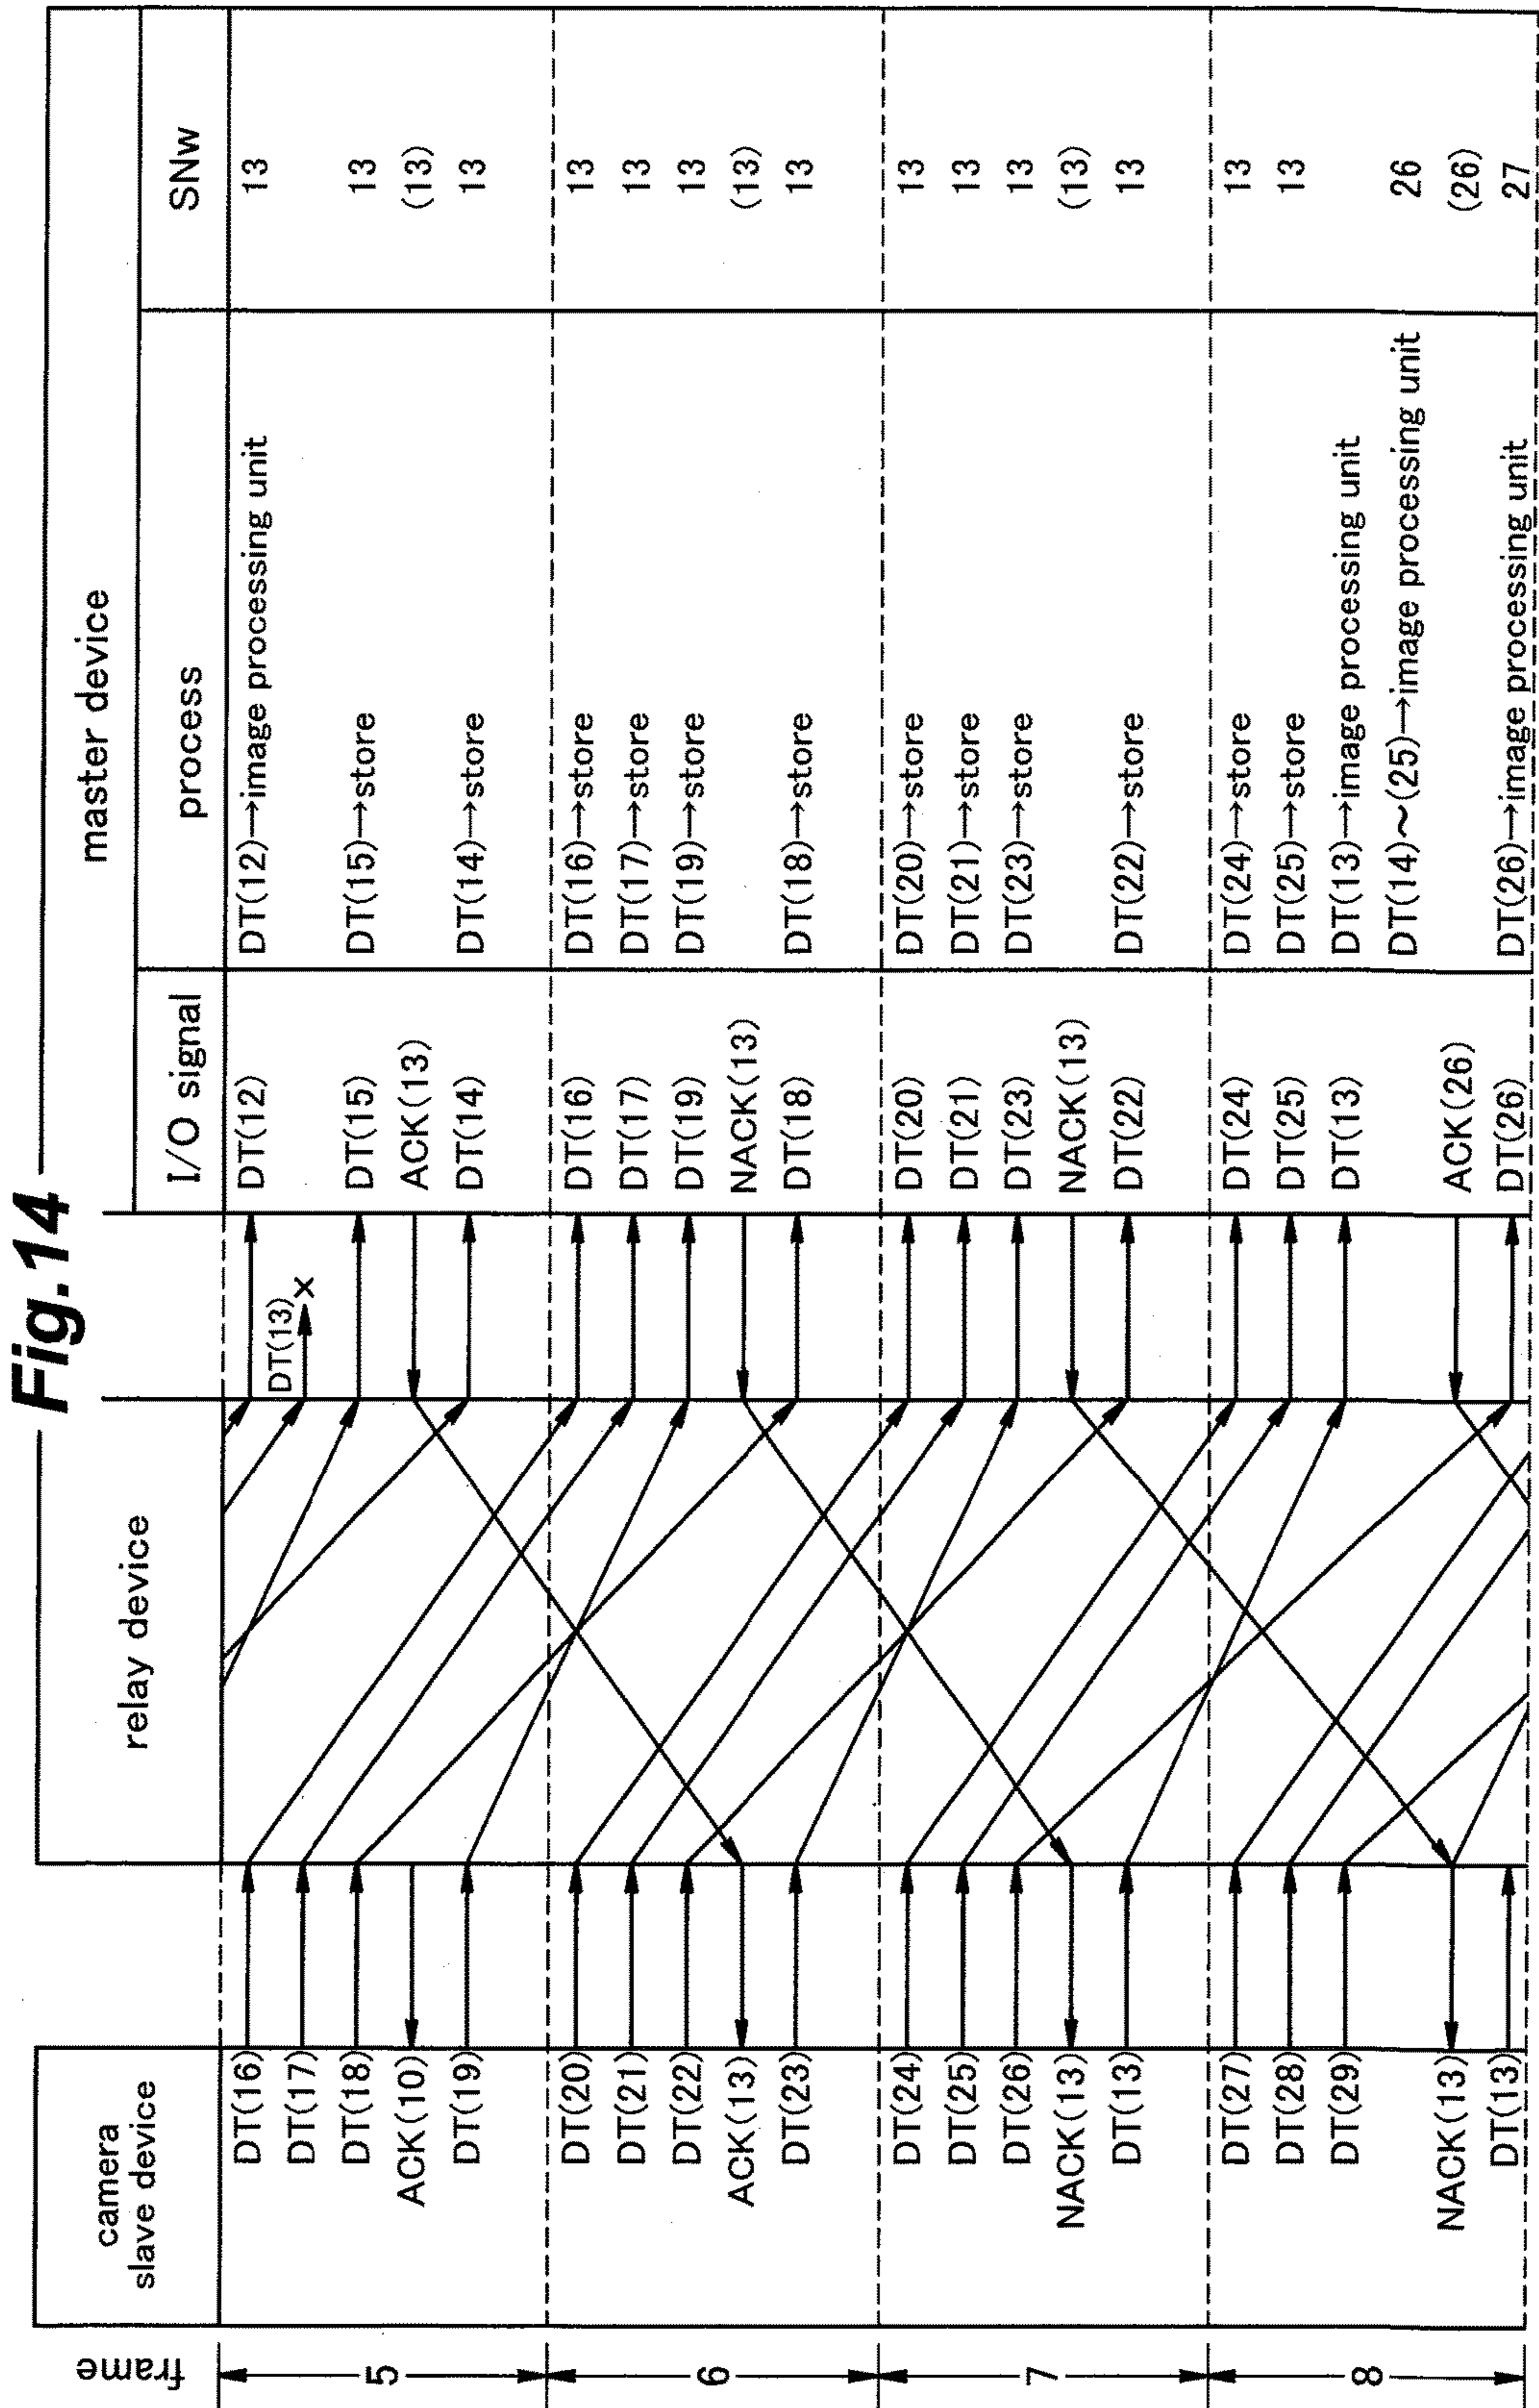 Fig.14
frame
camera
slave device
relay device
master device
I/O signal
process
SNw
5
DT(16)
DT(12)
DT(12)→image processing unit
13
DT(17)
DT(13)
×
DT(18)
DT(15)
DT(15)→store
13
ACK(10)
ACK(13)
(13)
DT(19)
DT(14)
DT(14)→store
13
6
DT(20)
DT(16)
DT(16)→store
13
DT(21)
DT(17)
DT(17)→store
13
DT(22)
DT(19)
DT(19)→store
13
ACK(13)
NACK(13)
(13)
DT(23)
DT(18)
DT(18)→store
13
7
DT(24)
DT(20)
DT(20)→store
13
DT(25)
DT(21)
DT(21)→store
13
DT(26)
DT(23)
DT(23)→store
13
NACK(13)
NACK(13)
(13)
DT(13)
DT(22)
DT(22)→store
13
8
DT(27)
DT(24)
DT(24)→store
13
DT(28)
DT(25)
DT(25)→store
13
DT(29)
DT(13)
DT(13)→image processing unit
DT(14)~(25)→image processing unit
26
NACK(13)
ACK(26)
(26)
DT(13)
DT(26)
DT(26)→image processing unit
27